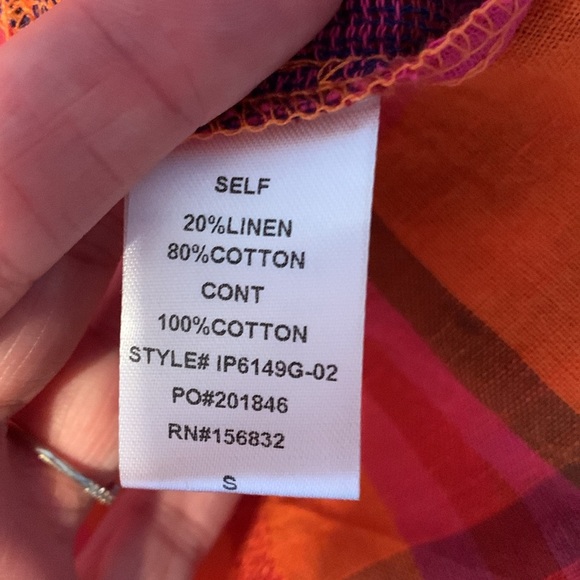 SELF
20%LINEN
80%COTTON
CONT
100%COTTON
STYLE# IP6149G-02
PO#201846
RN#156832
S